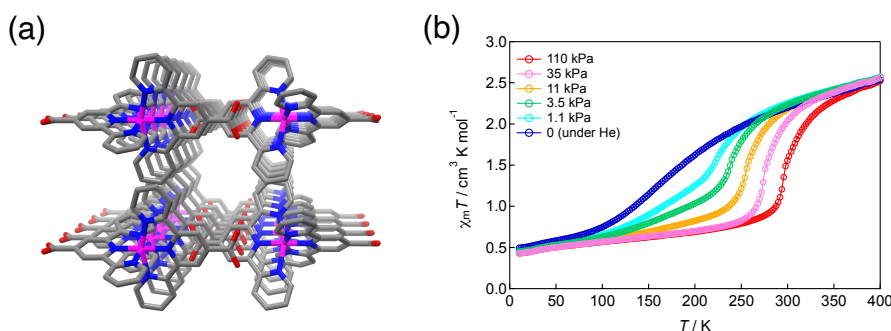 (a)
(b)
3.0
2.5
2.0
1.5
1.0
0.5
0.0
χmT / cm³ K mol⁻¹
110 kPa
35 kPa
11 kPa
3.5 kPa
1.1 kPa
0 (under He)
0 50 100 150 200 250 300 350 400
T / K